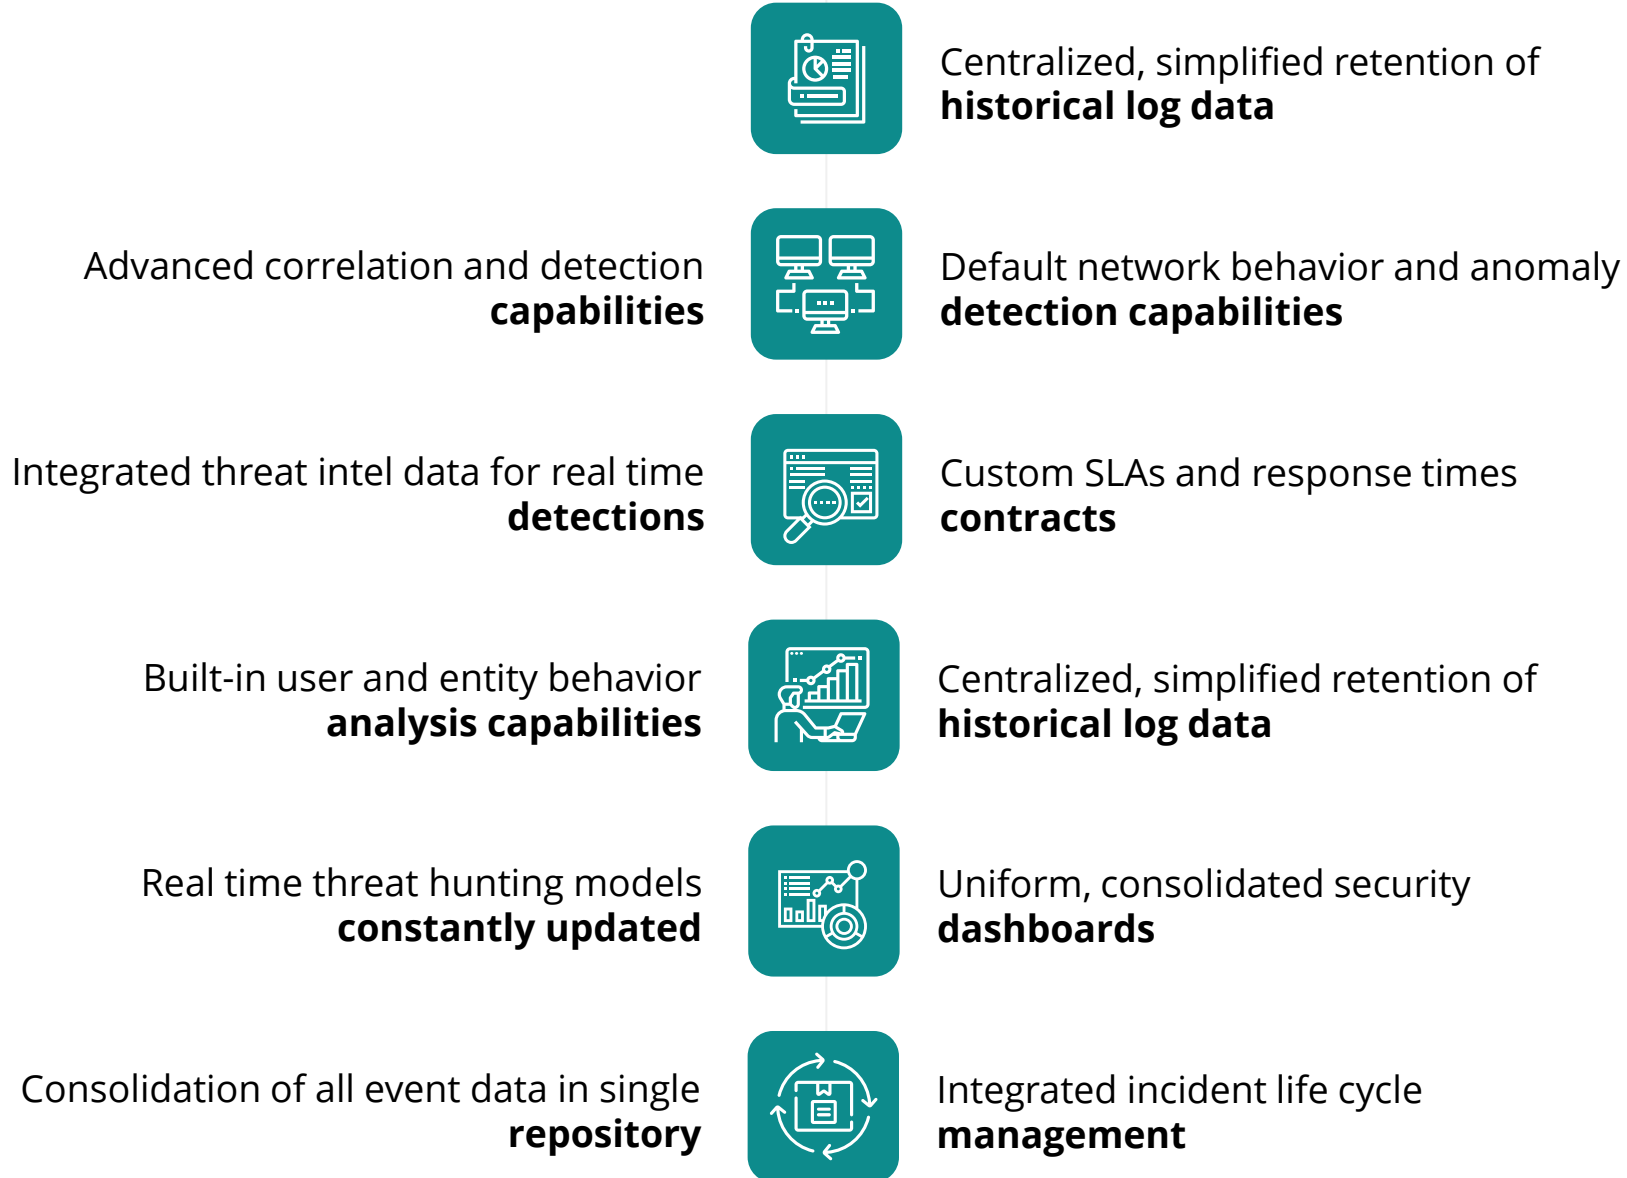 Centralized, simplified retention of
historical log data
Advanced correlation and detection
capabilities
Default network behavior and anomaly
detection capabilities
Integrated threat intel data for real time
detections
Custom SLAs and response times
contracts
Built-in user and entity behavior
analysis capabilities
Centralized, simplified retention of
historical log data
Real time threat hunting models
constantly updated
Uniform, consolidated security
dashboards
Consolidation of all event data in single
repository
Integrated incident life cycle
management